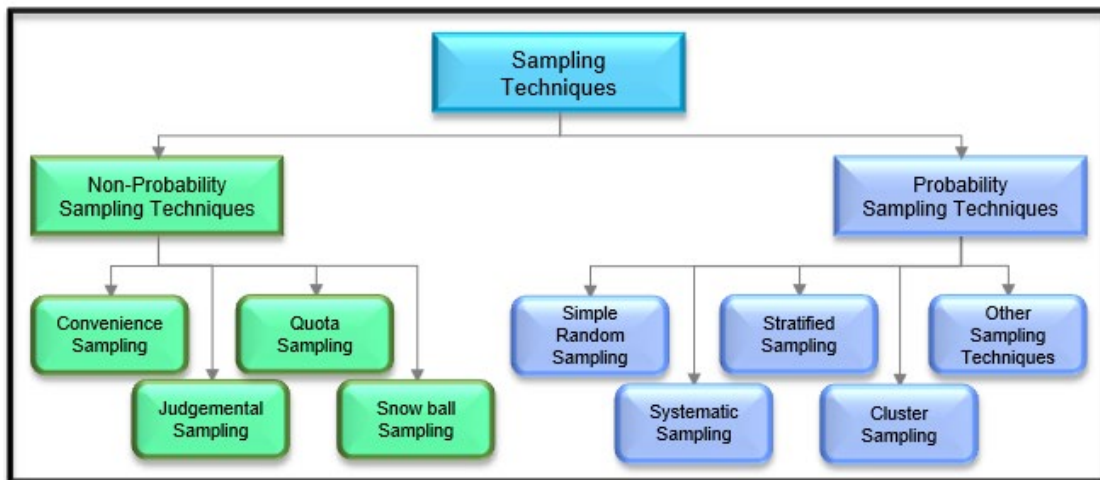 Sampling
Techniques
Non-Probability
Sampling Techniques
Probability
Sampling Techniques
Convenience
Sampling
Judgemental
Sampling
Quota
Sampling
Snow ball
Sampling
Simple
Random
Sampling
Systematic
Sampling
Stratified
Sampling
Cluster
Sampling
Other
Sampling
Techniques